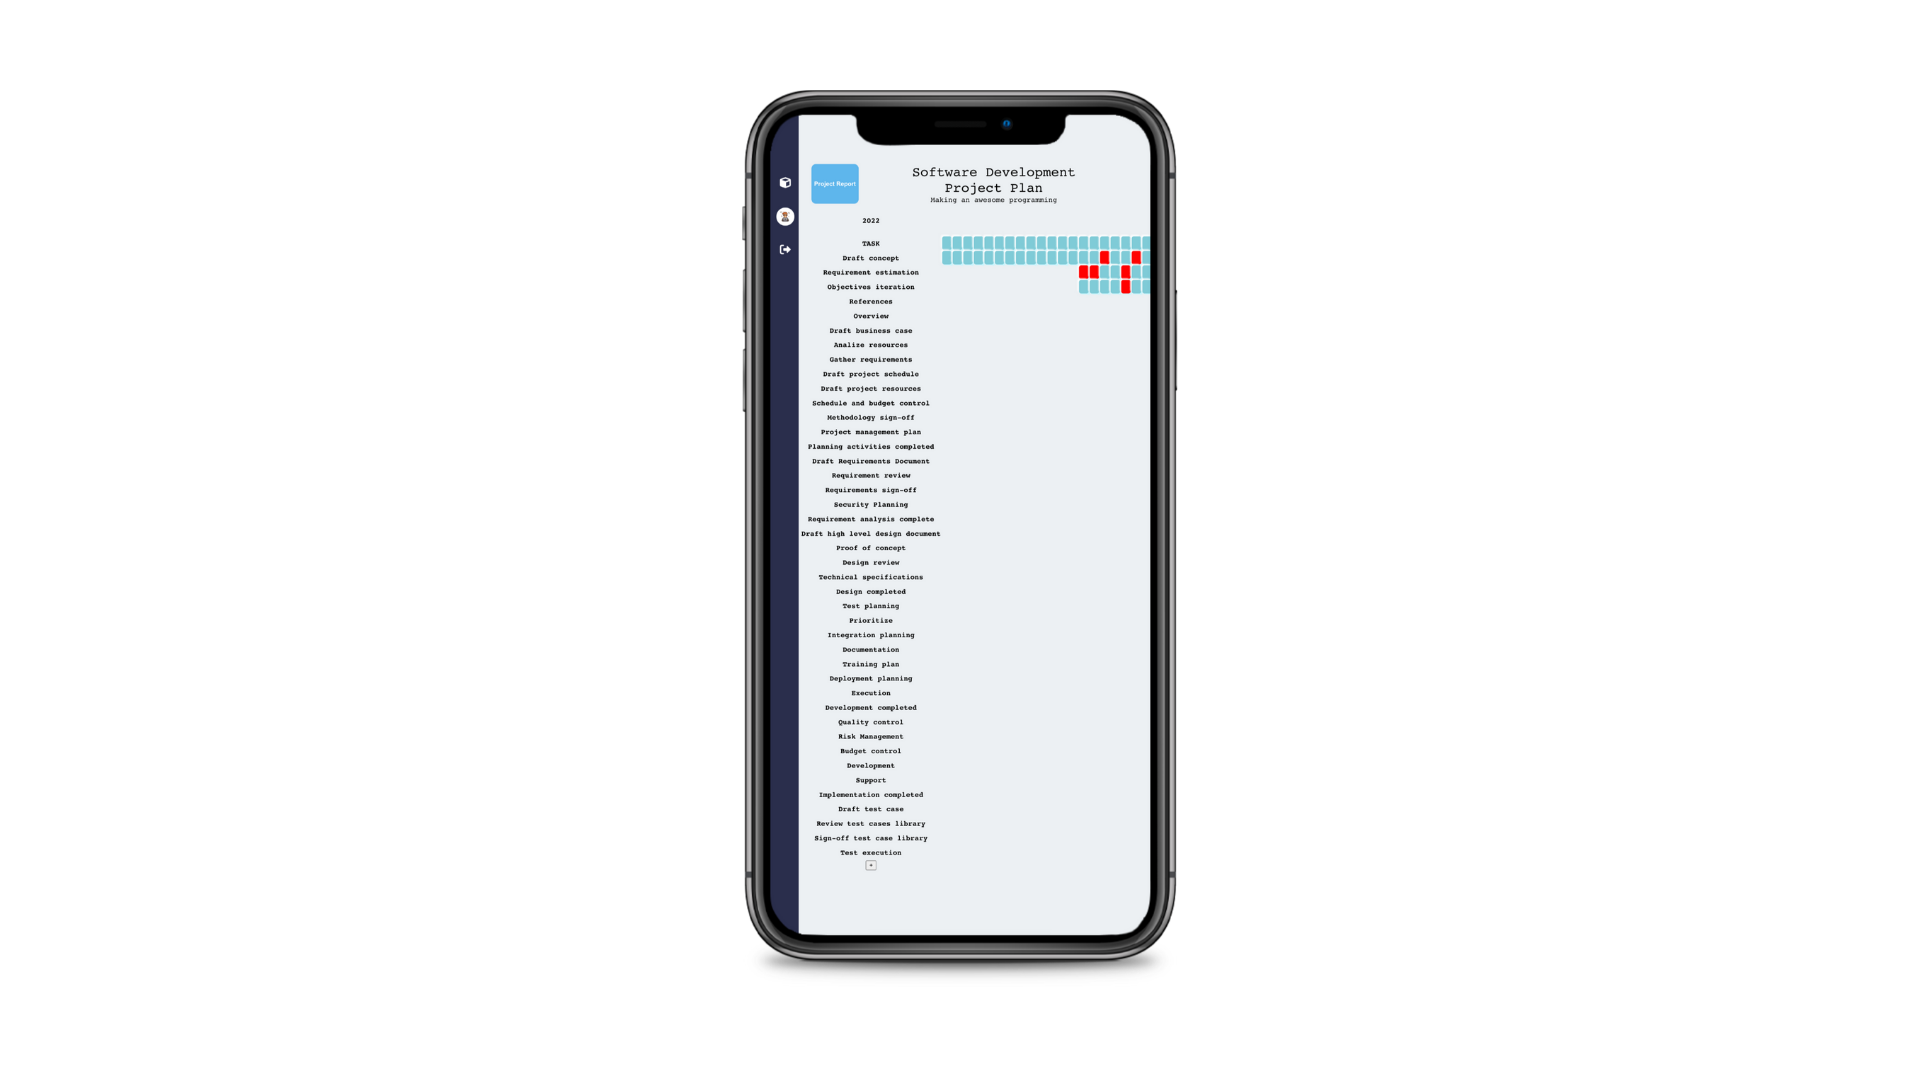 Project Report
Software Development
Project Plan
Making an awesome programming
2022
TASK
Draft concept
Requirement estimation
Objectives iteration
References
Overview
Draft business case
Analize resources
Gather requirements
Draft project schedule
Draft project resources
Schedule and budget control
Methodology sign-off
Project management plan
Planning activities completed
Draft Requirements Document
Requirement review
Requirements sign-off
Security Planning
Requirement analysis complete
Draft high level design document
Proof of concept
Design review
Technical specifications
Design completed
Test planning
Prioritize
Integration planning
Documentation
Training plan
Deployment planning
Execution
Development completed
Quality control
Risk Management
Budget control
Development
Support
Implementation completed
Draft test case
Review test cases library
Sign-off test case library
Test execution
+